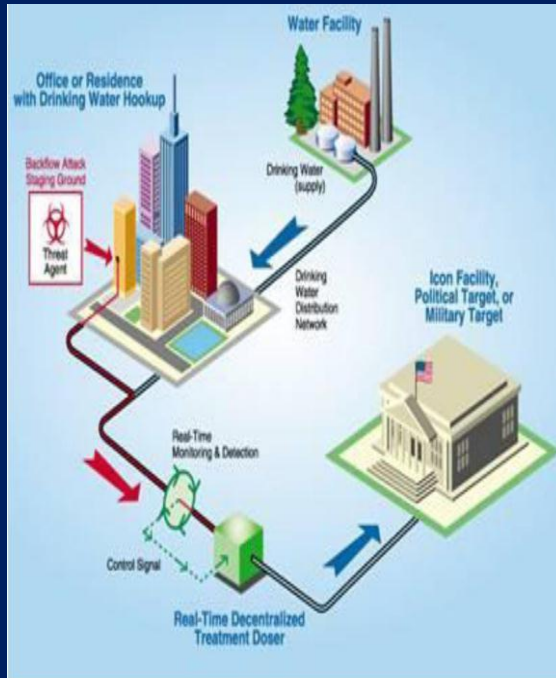 Water Facility
Office or Residence
with Drinking Water Hookup
Backflow Attack
Staging Ground
Threat
Agent
Drinking Water
(supply)
Drinking
Water
Distribution
Network
Icon Facility,
Political Target, or
Military Target
Real-Time
Monitoring & Detection
Control Signal
Real-Time Decentralized
Treatment Doser